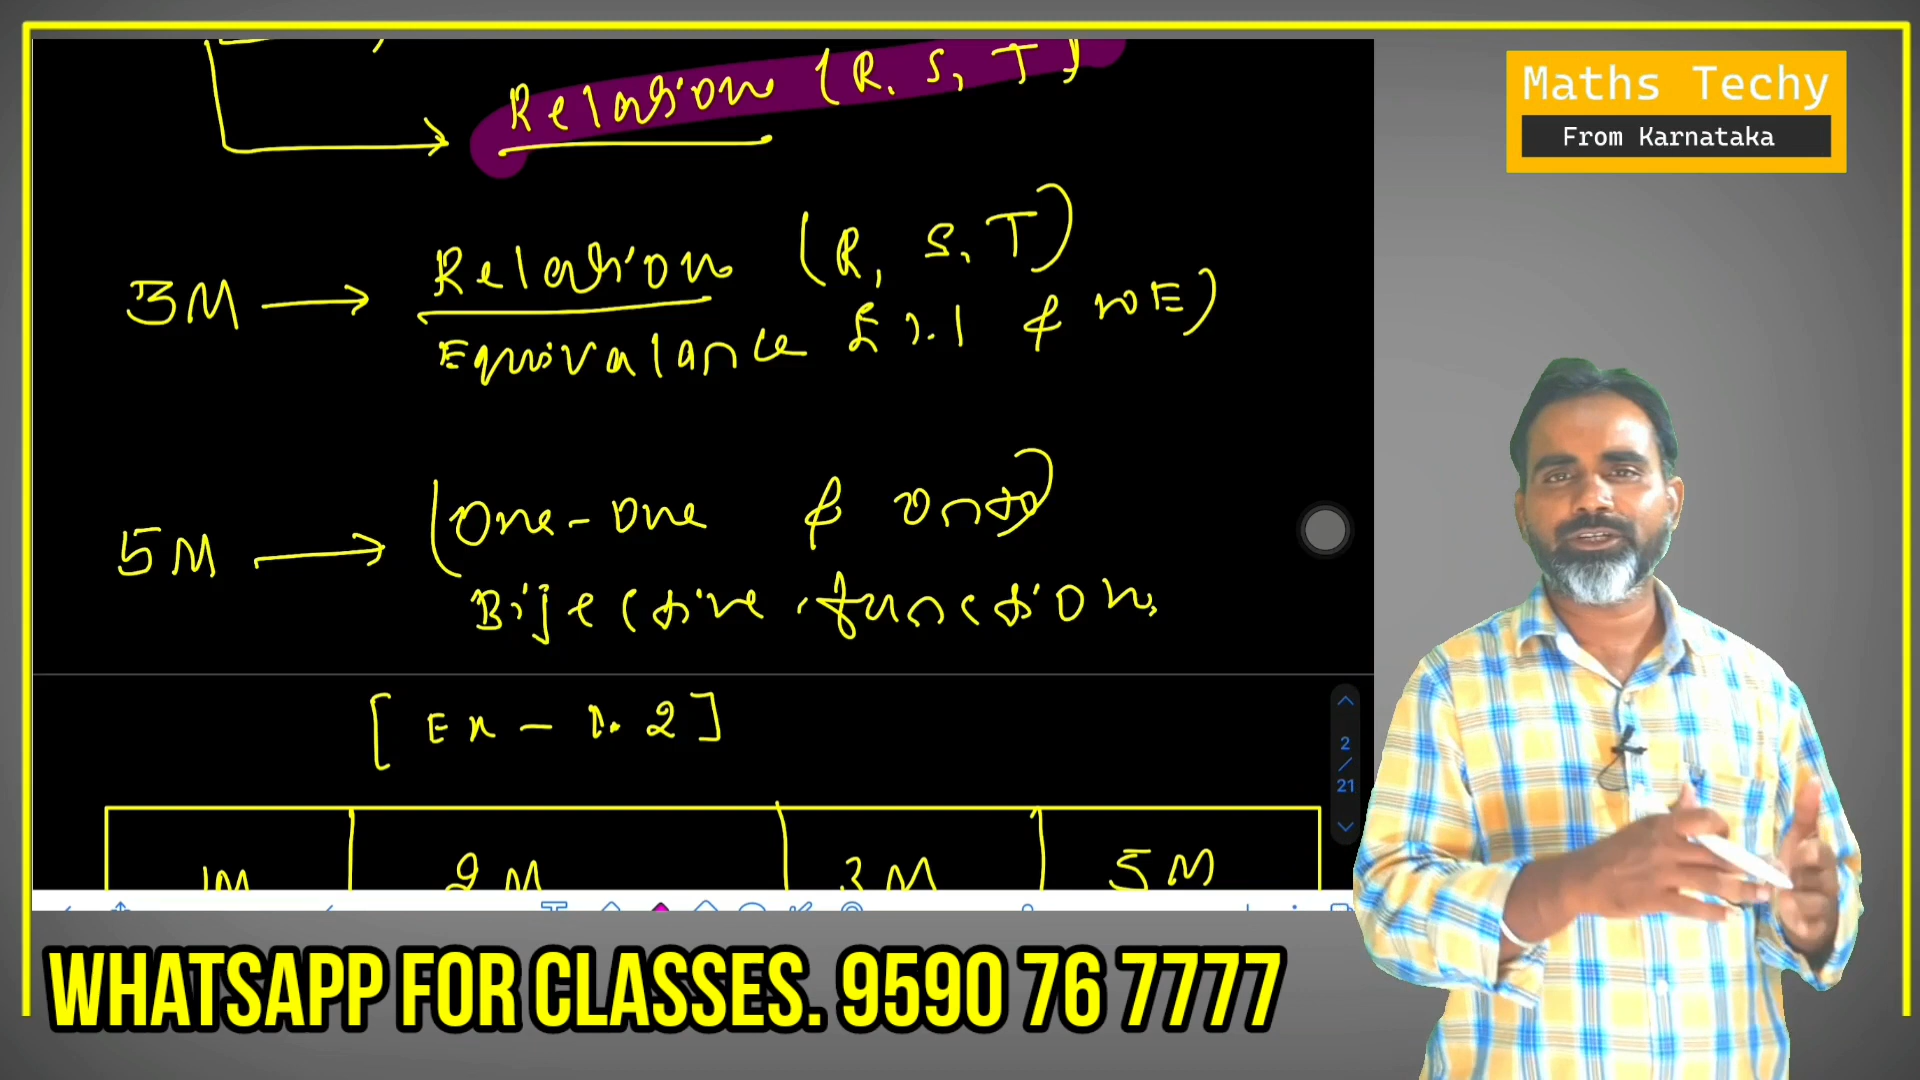 Relation (R, S, T)
3M → Relation (R, S, T)
Equivalance Ex 1.1 & NOE)
5M → (One-One & onto)
Bijective function,
[Ex - 1.2]
1M 2M 3M 5M
2
/
21
Maths Techy
From Karnataka
WHATSAPP FOR CLASSES. 9590 76 7777